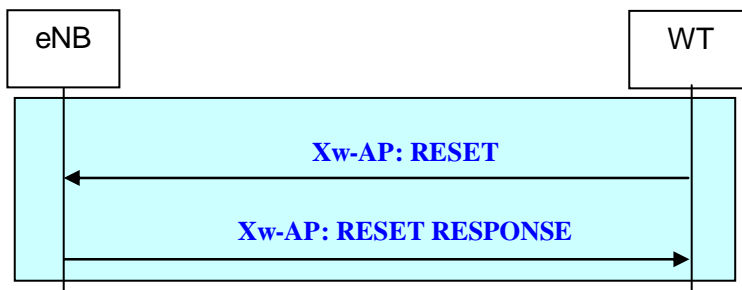 eNB
WT
Xw-AP: RESET
Xw-AP: RESET RESPONSE